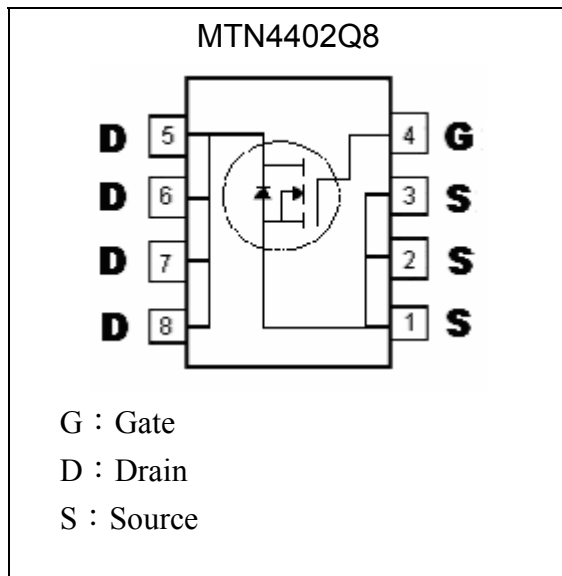 MTN4402Q8
D 5 4 G
D 6 3 S
D 7 2 S
D 8 1 S
G：Gate
D：Drain
S：Source